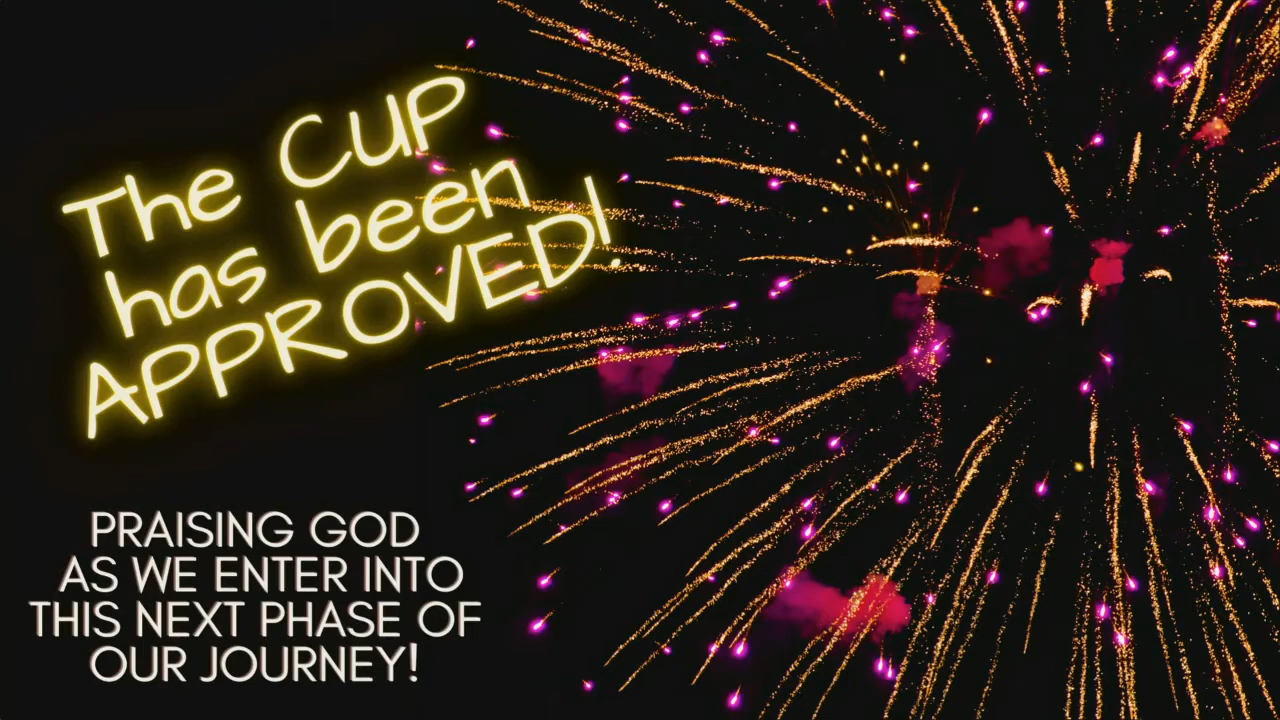 The CUP
has been
APPROVED!
PRAISING GOD
AS WE ENTER INTO
THIS NEXT PHASE OF
OUR JOURNEY!